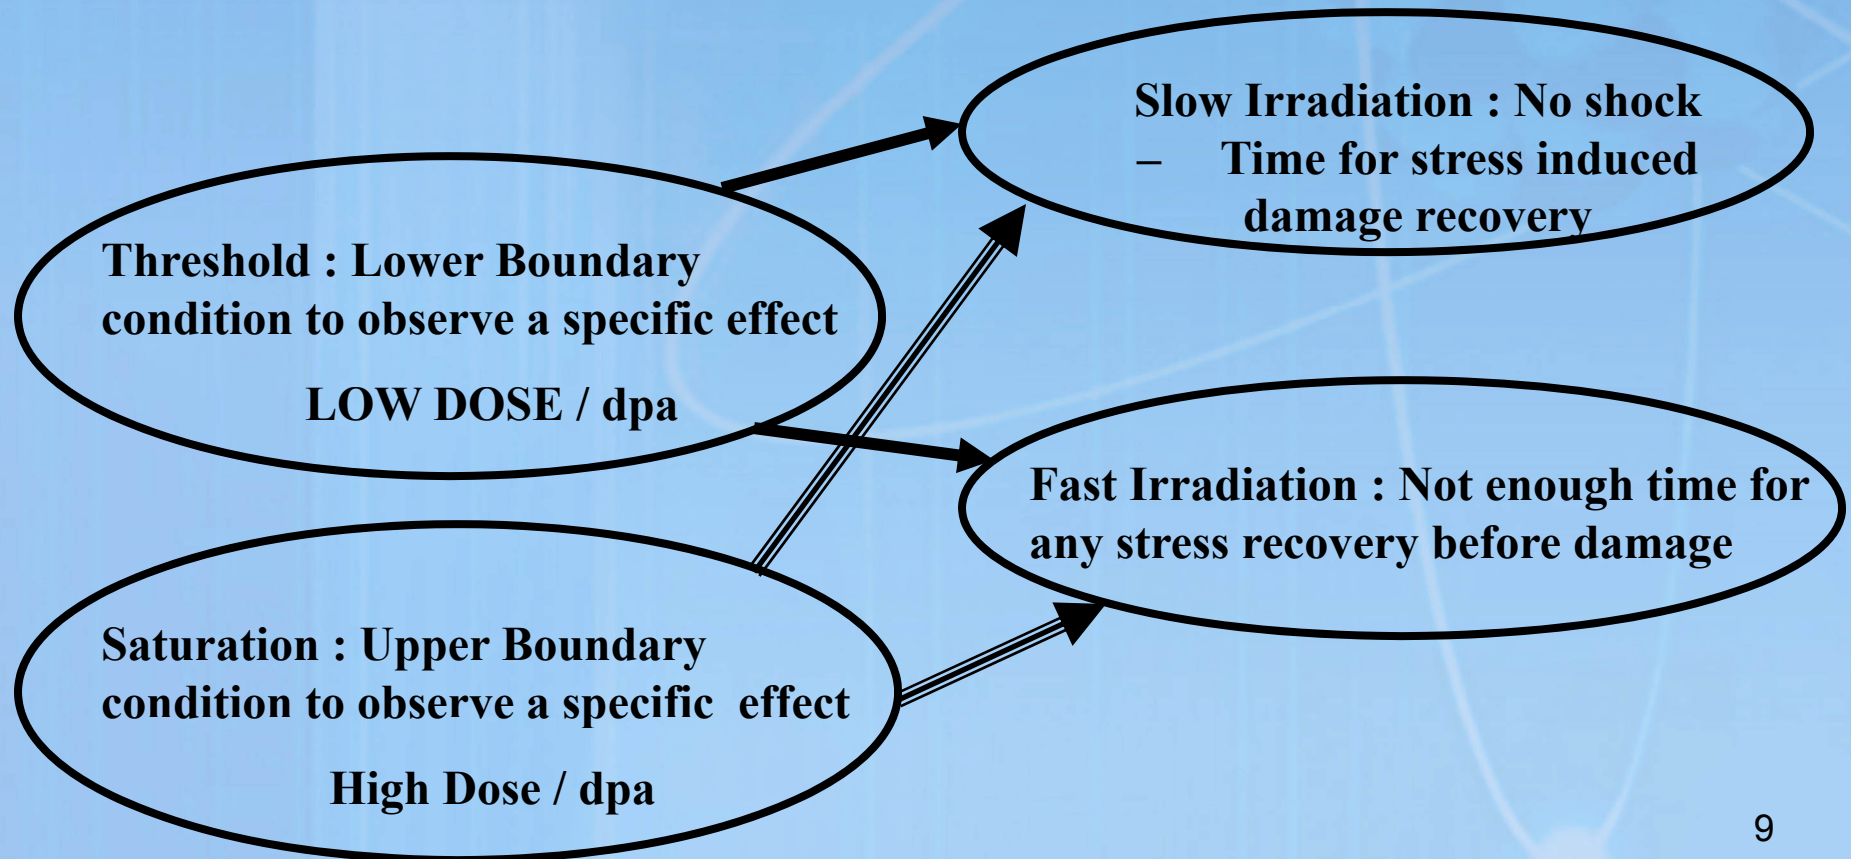 Threshold : Lower Boundary
condition to observe a specific effect
LOW DOSE / dpa
Saturation : Upper Boundary
condition to observe a specific effect
High Dose / dpa
Slow Irradiation : No shock
– Time for stress induced
damage recovery
Fast Irradiation : Not enough time for
any stress recovery before damage
9